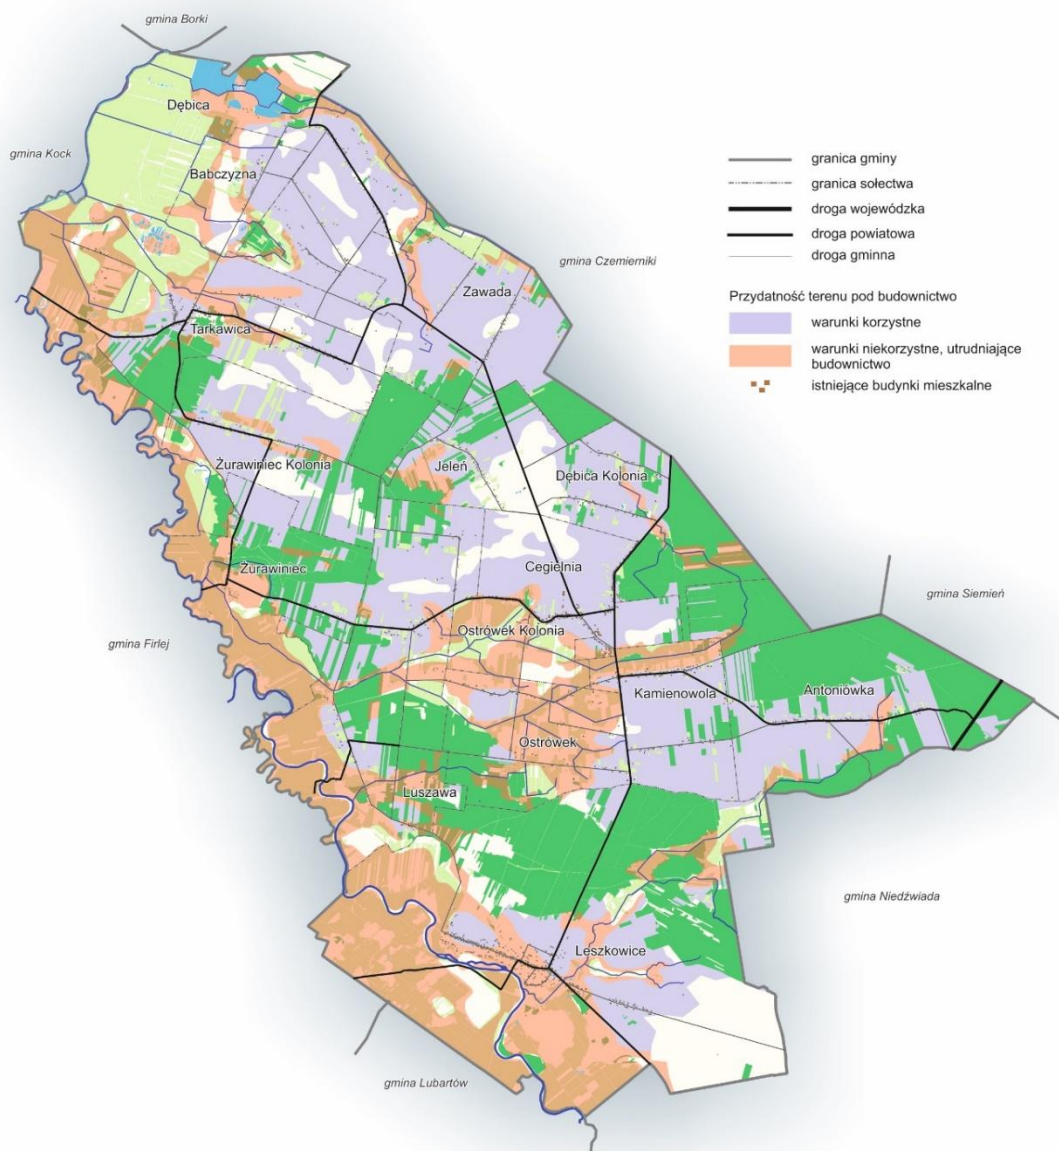 gmina Borki
Dębica
gmina Kock
Babczyzna
granica gminy
granica sołectwa
droga wojewódzka
droga powiatowa
droga gminna
gmina Czemierniki
Zawada
Przydatność terenu pod budownictwo
warunki korzystne
warunki niekorzystne, utrudniające
budownictwo
istniejące budynki mieszkalne
Tarkawica
Żurawiniec Kolonia
Jeleń
Dębica Kolonia
Żurawiniec
Cegielnia
gmina Siemień
gmina Firlej
Ostrówek Kolonia
Kamienowola
Antoniówka
Ostrówek
Luszawa
gmina Niedźwiada
Leszkowice
gmina Lubartów